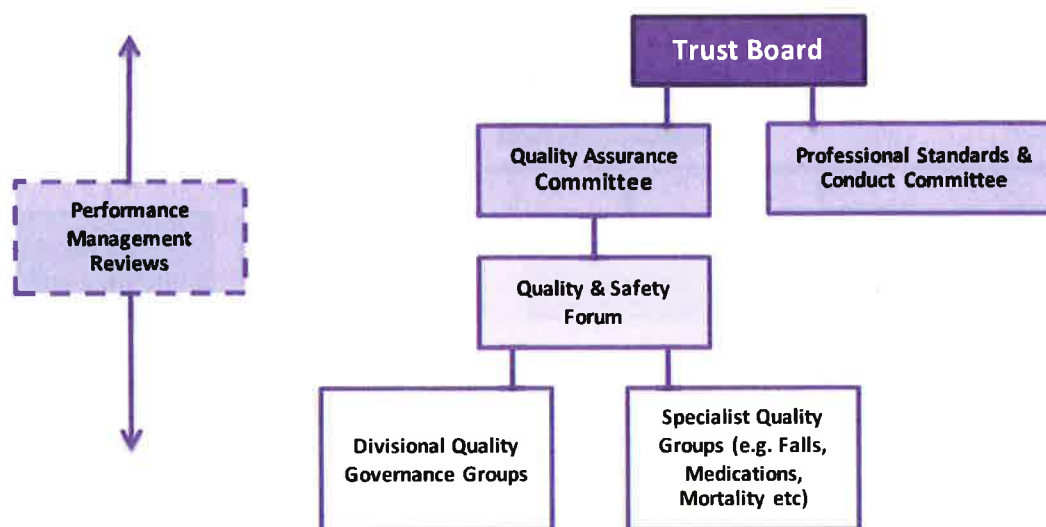 Trust Board
Quality Assurance
Committee
Professional Standards &
Conduct Committee
Performance
Management
Reviews
Quality & Safety
Forum
Divisional Quality
Governance Groups
Specialist Quality
Groups (e.g. Falls,
Medications,
Mortality etc)